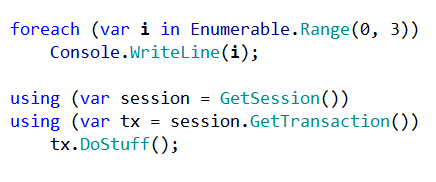 foreach (var i in Enumerable.Range(0, 3))
    Console.WriteLine(i);

using (var session = GetSession())
using (var tx = session.GetTransaction())
    tx.DoStuff();